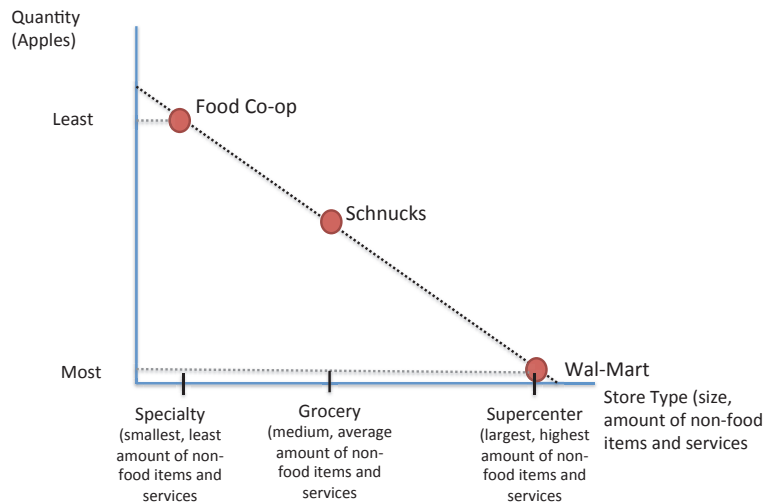 Quantity
(Apples)
Food Co-op
Least
Schnucks
Wal-Mart
Most
Store Type (size,
amount of non-food
items and services
Specialty
(smallest, least
amount of non-
food items and
services
Grocery
(medium, average
amount of non-
food items and
services
Supercenter
(largest, highest
amount of non-
food items and
services